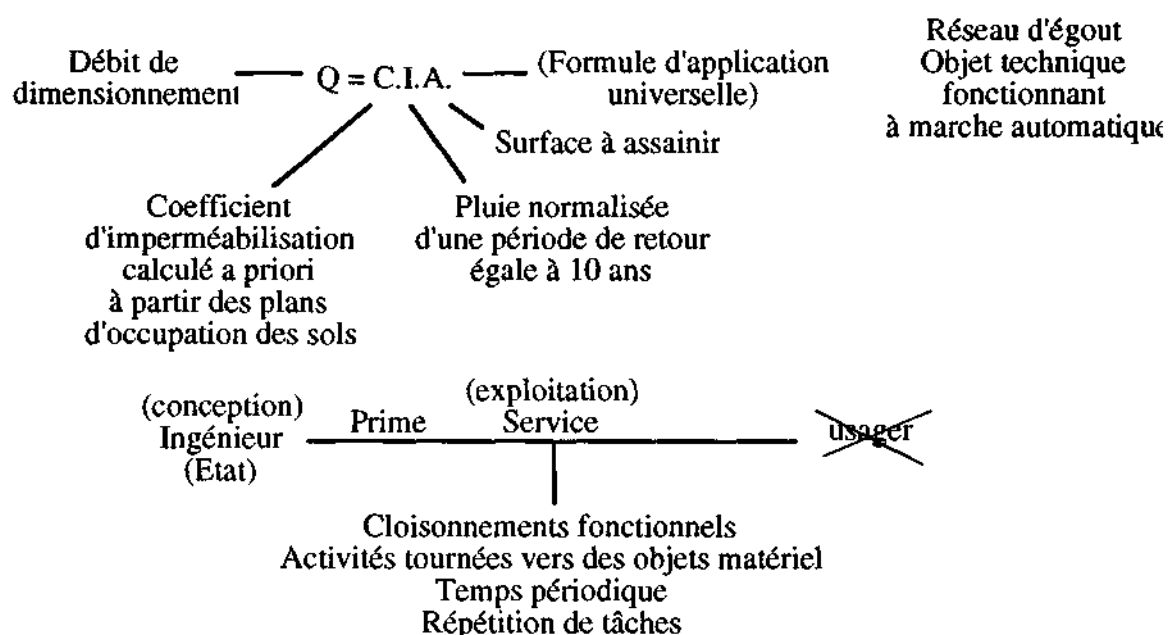 Débit de
dimensionnement
Q = C.I.A.
(Formule d'application
universelle)
Réseau d'égout
Objet technique
fonctionnant
à marche automatique
Surface à assainir
Coefficient
d'imperméabilisation
calculé a priori
à partir des plans
d'occupation des sols
Pluie normalisée
d'une période de retour
égale à 10 ans
(conception)
Ingénieur
(Etat)
Prime
(exploitation)
Service
usager
Cloisonnements fonctionnels
Activités tournées vers des objets matériel
Temps périodique
Répétition de tâches